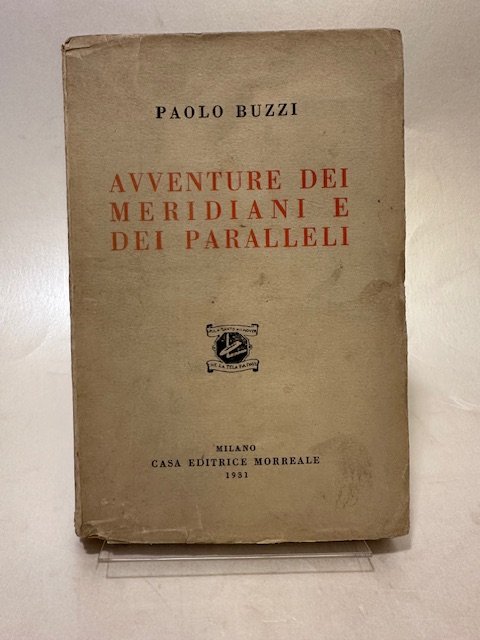 PAOLO BUZZI
AVVENTURE DEI
MERIDIANI E
DEI PARALLELI
MILANO
CASA EDITRICE MORREALE
1931